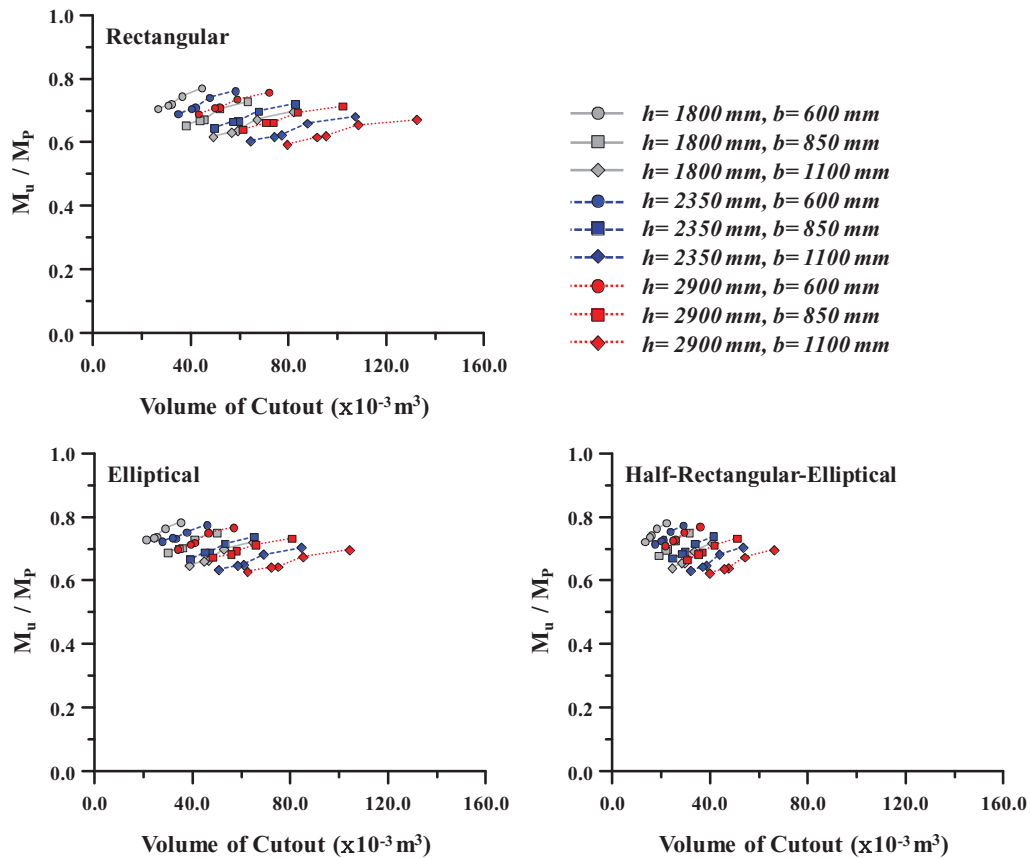 Rectangular
1.0
0.8
0.6
0.4
0.2
0.0
Mu / MP
0.0 40.0 80.0 120.0 160.0
Volume of Cutout (x10-3 m3)
h= 1800 mm, b= 600 mm
h= 1800 mm, b= 850 mm
h= 1800 mm, b= 1100 mm
h= 2350 mm, b= 600 mm
h= 2350 mm, b= 850 mm
h= 2350 mm, b= 1100 mm
h= 2900 mm, b= 600 mm
h= 2900 mm, b= 850 mm
h= 2900 mm, b= 1100 mm
Elliptical
1.0
0.8
0.6
0.4
0.2
0.0
Mu / MP
0.0 40.0 80.0 120.0 160.0
Volume of Cutout (x10-3 m3)
Half-Rectangular-Elliptical
1.0
0.8
0.6
0.4
0.2
0.0
Mu / MP
0.0 40.0 80.0 120.0 160.0
Volume of Cutout (x10-3 m3)